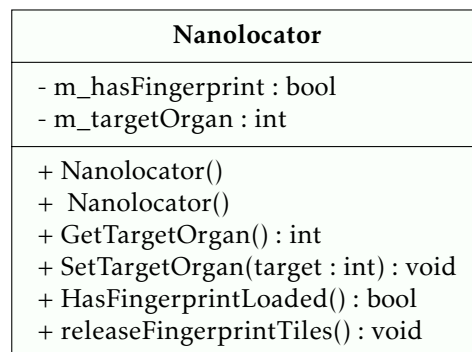 Nanolocator
- m_hasFingerprint : bool
- m_targetOrgan : int
+ Nanolocator()
+  Nanolocator()
+ GetTargetOrgan() : int
+ SetTargetOrgan(target : int) : void
+ HasFingerprintLoaded() : bool
+ releaseFingerprintTiles() : void